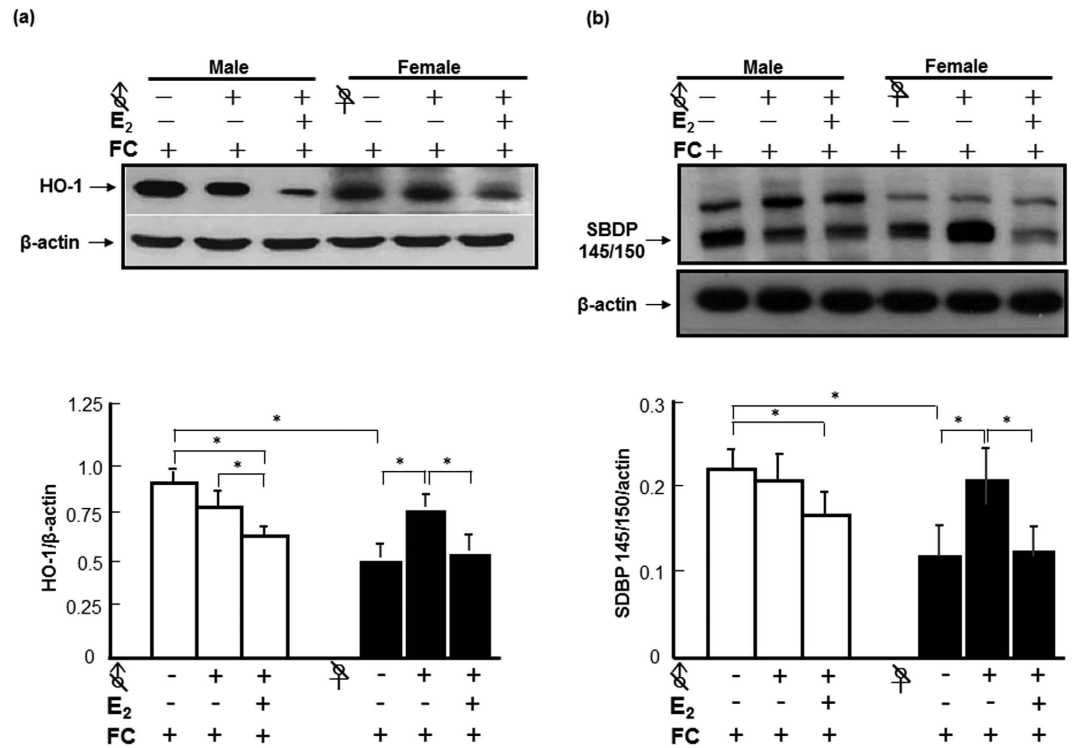 (a)
Male Female
− + + − + +
E₂ − − + − − +
FC + + + + + +
HO-1
β-actin
1.25
1.0
0.75
0.5
0.25
0
HO-1/β-actin
* * * * * *
- + + - + +
E₂ - - + - - +
FC + + + + + +
(b)
Male Female
− + + + + +
E₂ − − + − − +
FC + + + + + +
SBDP
145/150
β-actin
0.3
0.2
0.1
0
SDBP 145/150/actin
* * * *
- + + - + +
E₂ - - + - - +
FC + + + + + +